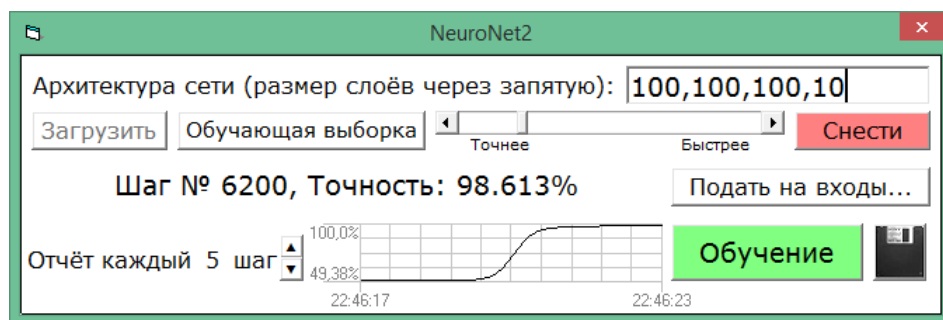 NeuroNet2
Архитектура сети (размер слоёв через запятую): 100,100,100,10
Загрузить Обучающая выборка Точнее Быстрее Снести
Шаг № 6200, Точность: 98.613% Подать на входы...
Отчёт каждый 5 шаг 100,0% 49,38% Обучение
22:46:17 22:46:23